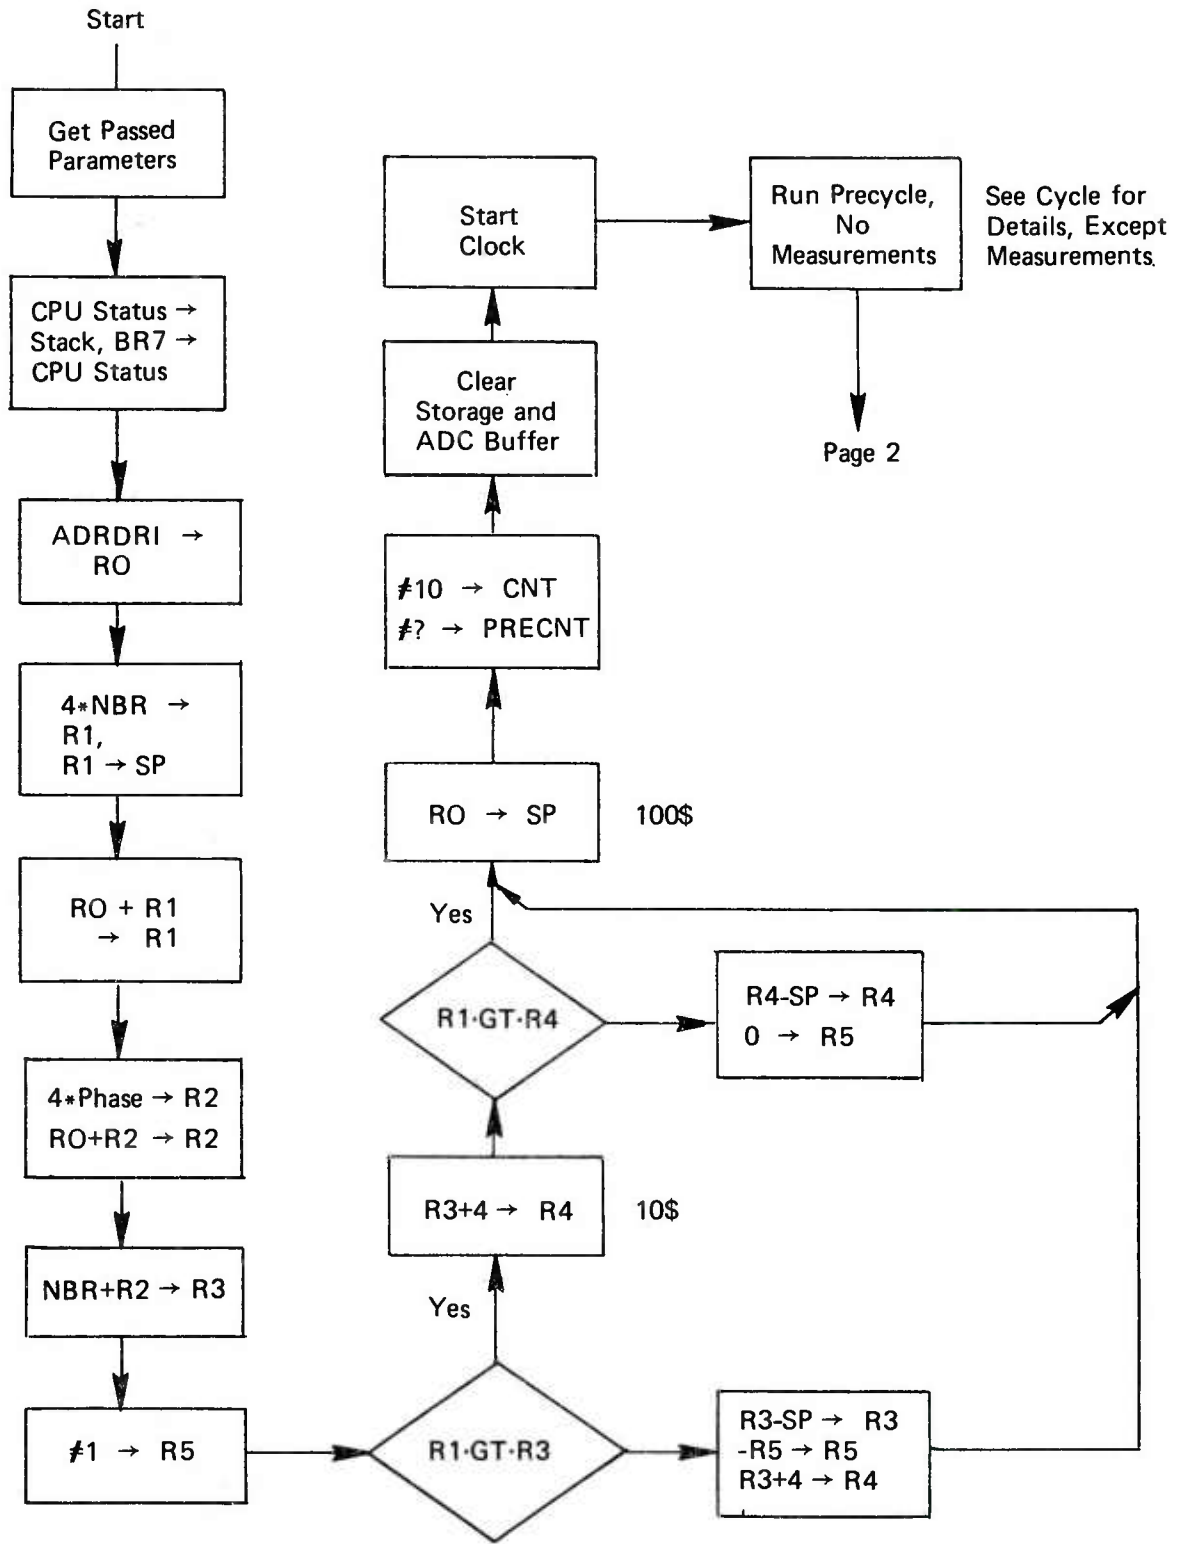 Start
Get Passed
Parameters
CPU Status →
Stack, BR7 →
CPU Status
ADRDRI →
RO
4*NBR →
R1,
R1 → SP
RO + R1
→ R1
4*Phase → R2
RO+R2 → R2
NBR+R2 → R3
#1 → R5
R1·GT·R3
Yes
R3-SP → R3
-R5 → R5
R3+4 → R4
R3+4 → R4
10$
R1·GT·R4
Yes
R4-SP → R4
0 → R5
RO → SP
100$
#10 → CNT
#? → PRECNT
Clear
Storage and
ADC Buffer
Start
Clock
Run Precycle,
No
Measurements
See Cycle for
Details, Except
Measurements.
Page 2